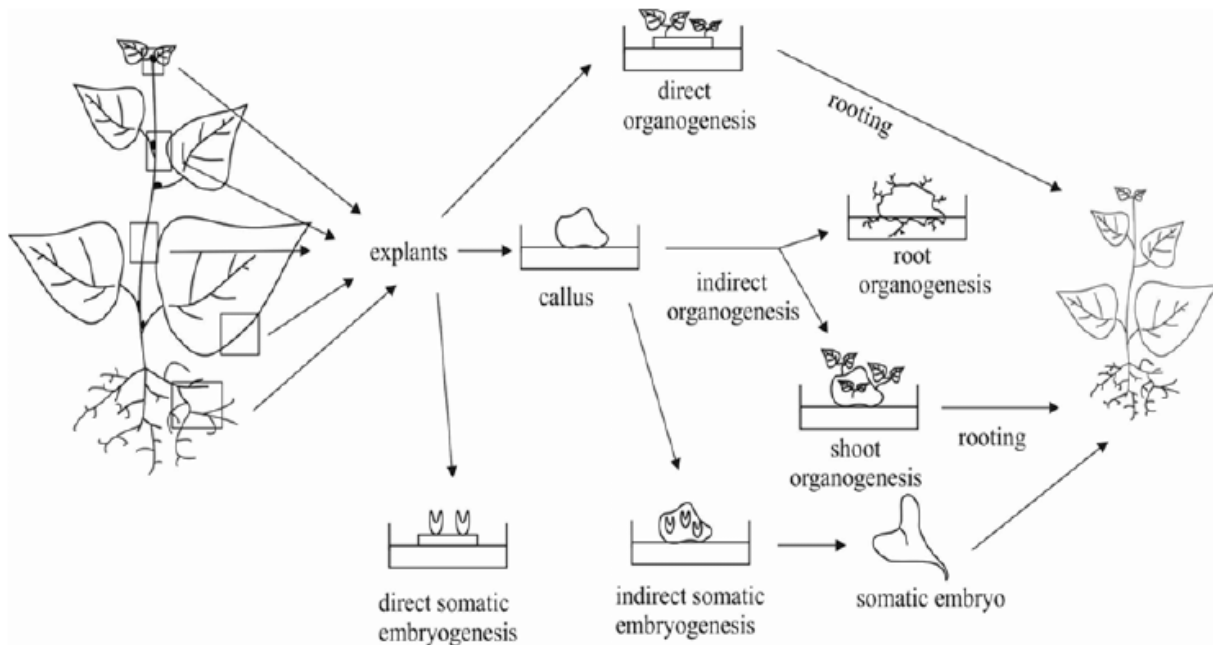 direct
organogenesis
rooting
explants
callus
indirect
organogenesis
root
organogenesis
shoot
organogenesis
rooting
direct somatic
embryogenesis
indirect somatic
embryogenesis
somatic embryo